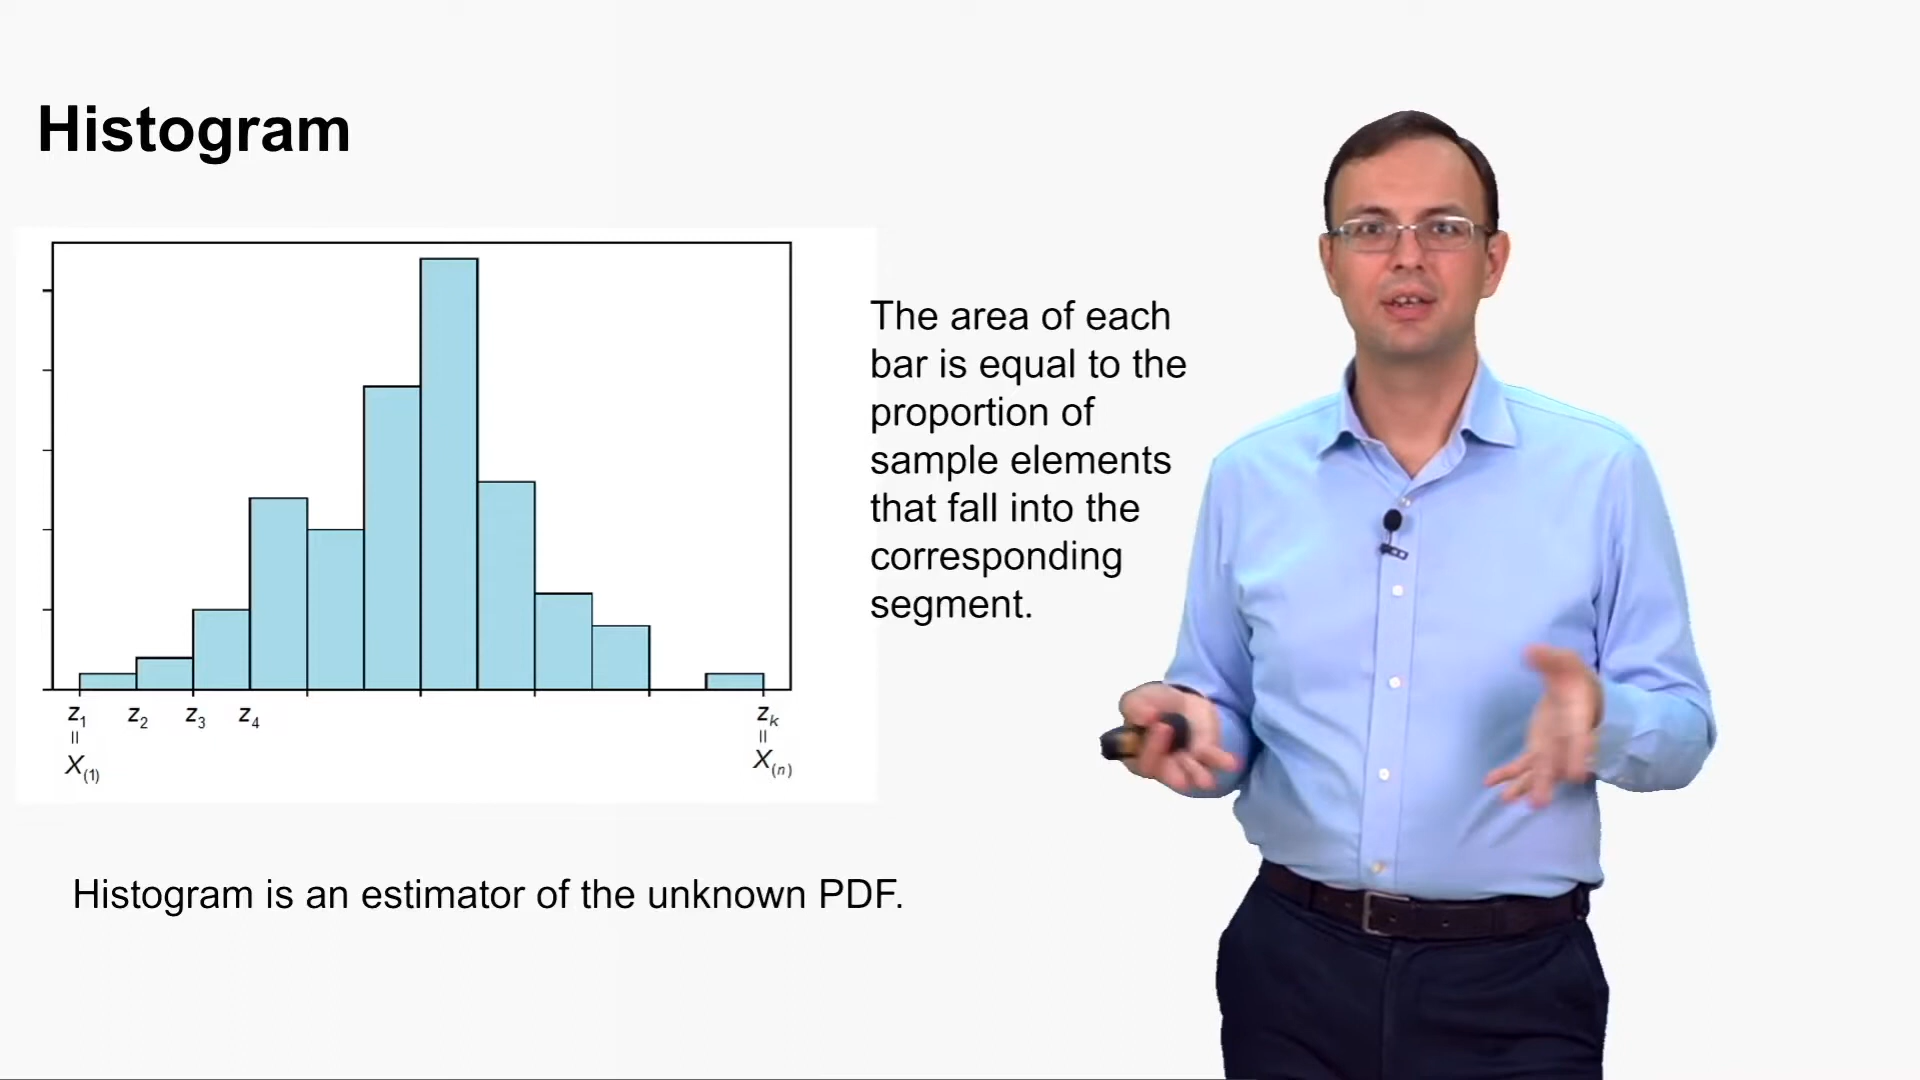 Histogram
The area of each
bar is equal to the
proportion of
sample elements
that fall into the
corresponding
segment.
z₁ z₂ z₃ z₄ zₖ
= =
X₍₁₎ X₍ₙ₎
Histogram is an estimator of the unknown PDF.